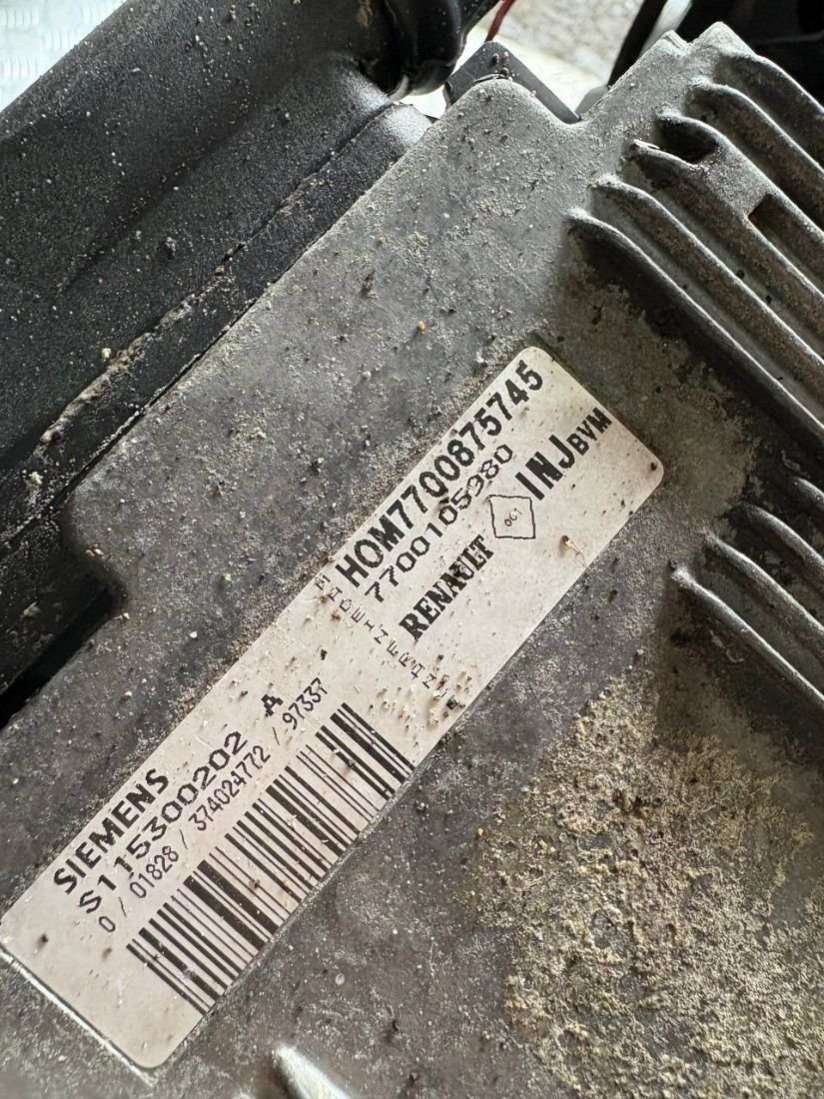 SIEMENS
S115300202 A
0 / 01828 / 374024772 / 97337
HOM7700875745
7700105980
RENAULT
INJ BVM